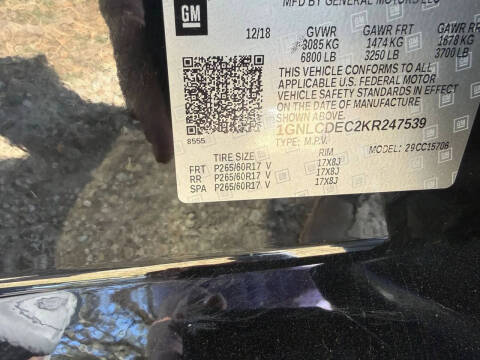 GM
MFD BY GENERAL MOTORS LLC
12/18 GVWR GAWR FRT GAWR RR
3085 KG 1474 KG 1678 KG
6800 LB 3250 LB 3700 LB
THIS VEHICLE CONFORMS TO ALL
APPLICABLE U.S. FEDERAL MOTOR
VEHICLE SAFETY STANDARDS IN EFFECT
ON THE DATE OF MANUFACTURE
SHOWN ABOVE.
1GNLCDEC2KR247539
8555 TYPE: M.P.V. MODEL: 29CC15706
TIRE SIZE RIM
FRT P265/60R17 V 17X8J
RR P265/60R17 V 17X8J
SPA P265/60R17 V 17X8J